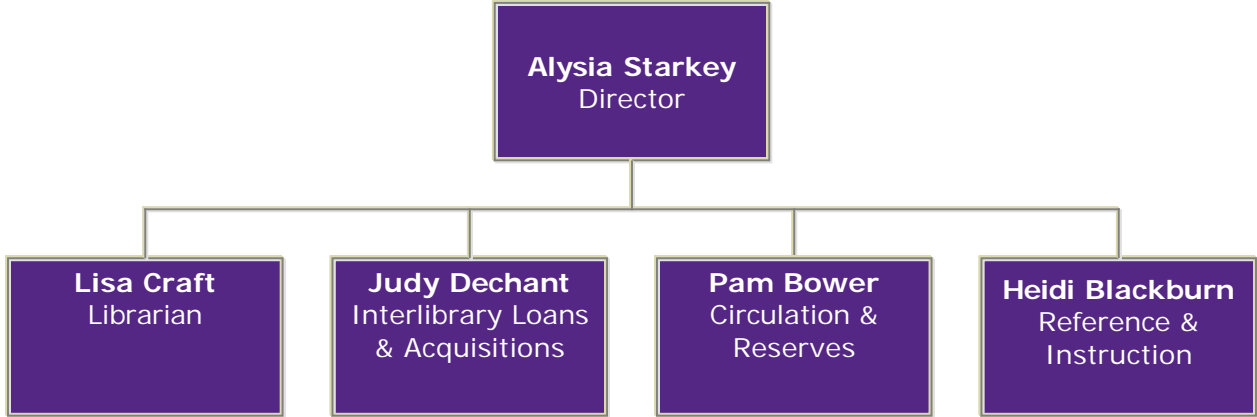 Alysia Starkey
Director
Lisa Craft
Librarian
Judy Dechant
Interlibrary Loans
& Acquisitions
Pam Bower
Circulation &
Reserves
Heidi Blackburn
Reference &
Instruction